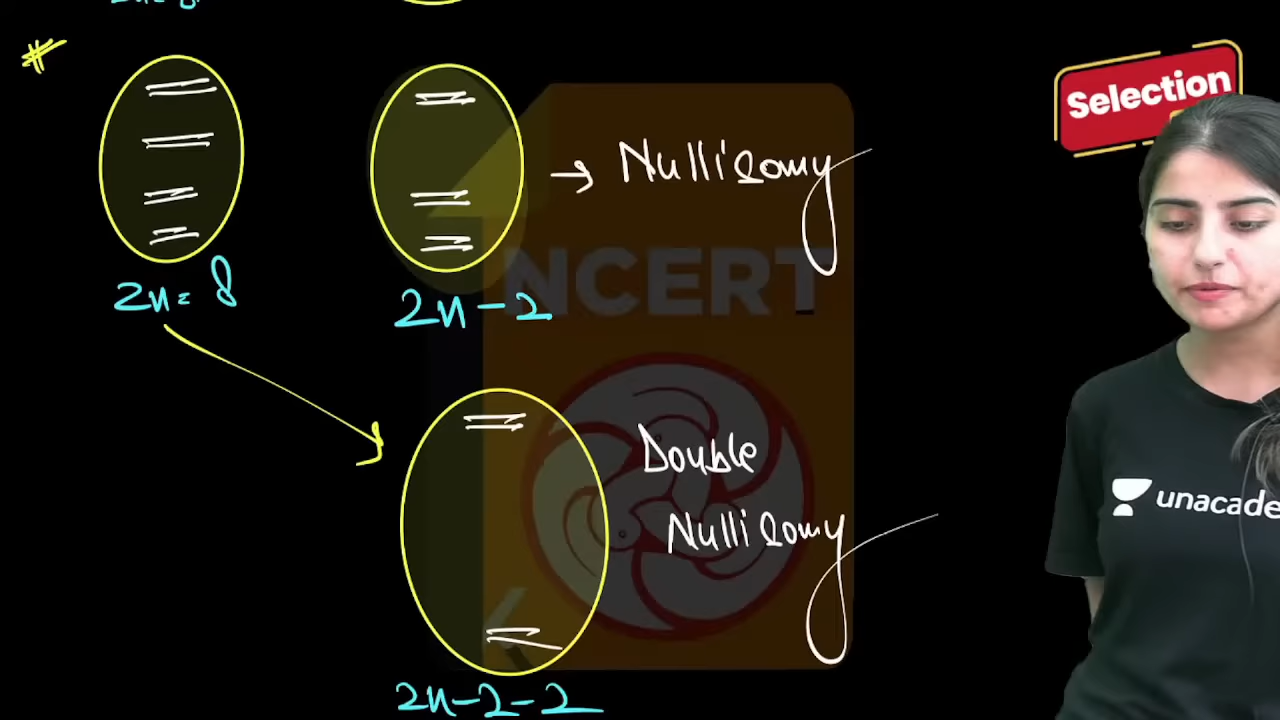 #
Selection
→ Nullisomy
NCERT
2n = 8
2n - 2
Double
Nullisomy
unacade
2n-2-2